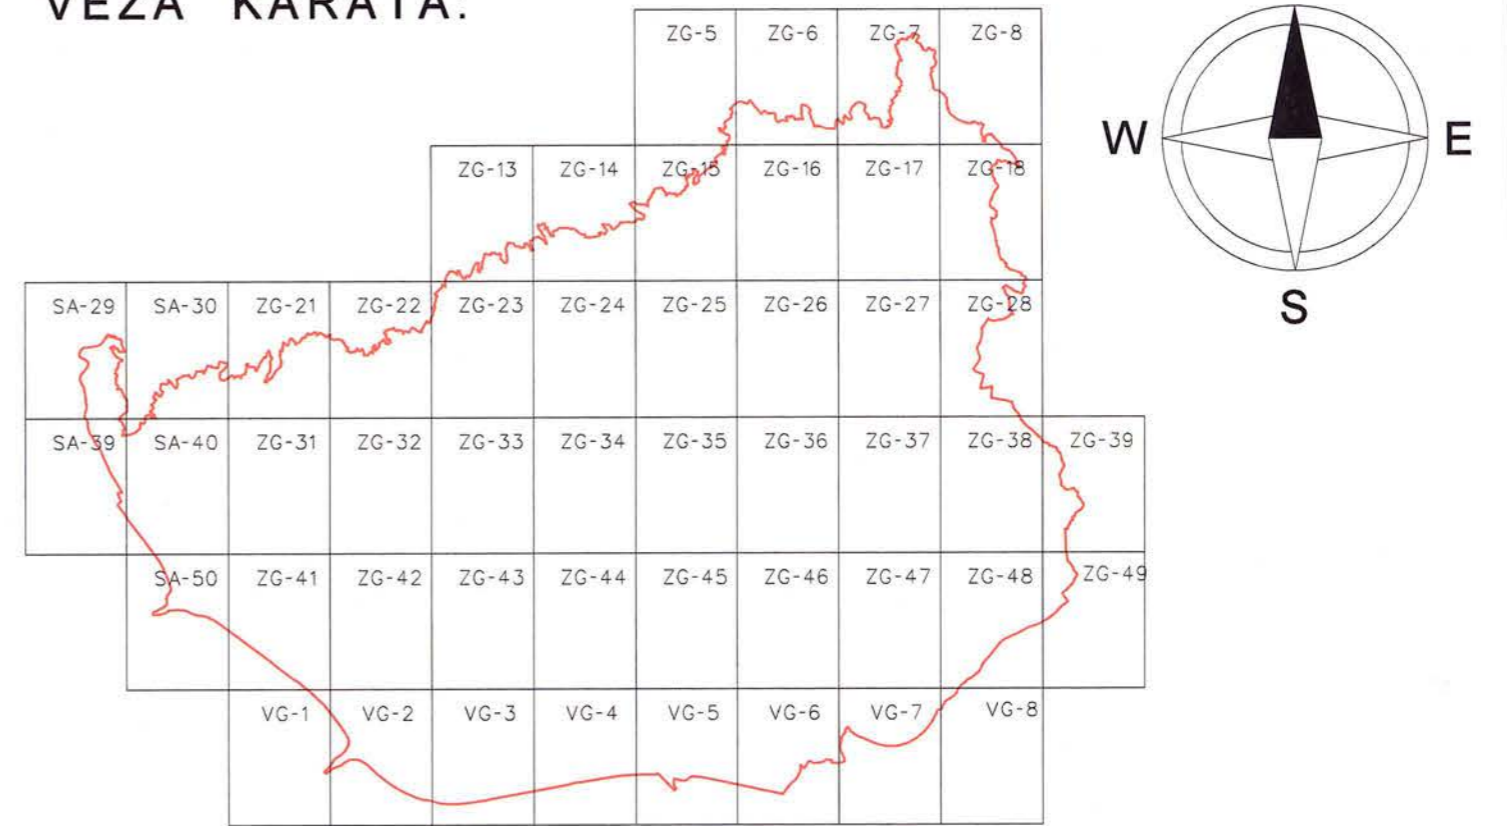 VEZA KARATA:
ZG-5 ZG-6 ZG-7 ZG-8
W E
ZG-13 ZG-14 ZG-15 ZG-16 ZG-17 ZG-18
S
SA-29 SA-30 ZG-21 ZG-22 ZG-23 ZG-24 ZG-25 ZG-26 ZG-27 ZG-28
SA-39 SA-40 ZG-31 ZG-32 ZG-33 ZG-34 ZG-35 ZG-36 ZG-37 ZG-38 ZG-39
SA-50 ZG-41 ZG-42 ZG-43 ZG-44 ZG-45 ZG-46 ZG-47 ZG-48 ZG-49
VG-1 VG-2 VG-3 VG-4 VG-5 VG-6 VG-7 VG-8